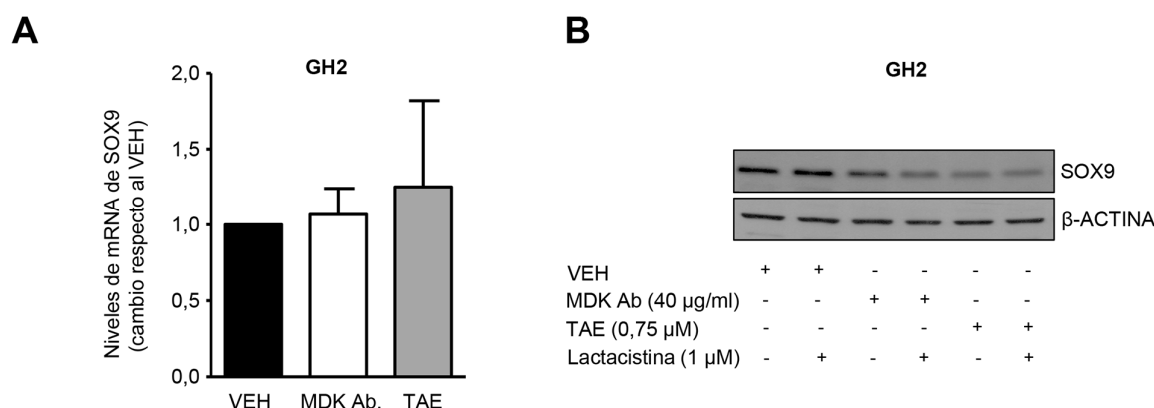 A
GH2
Niveles de mRNA de SOX9
(cambio respecto al VEH)
2,0
1,5
1,0
0,5
0,0
VEH
MDK Ab.
TAE
B
GH2
SOX9
β-ACTINA
VEH + + - - - -
MDK Ab (40 µg/ml) - - + + - -
TAE (0,75 µM) - - - - + +
Lactacistina (1 µM) - + - + - +